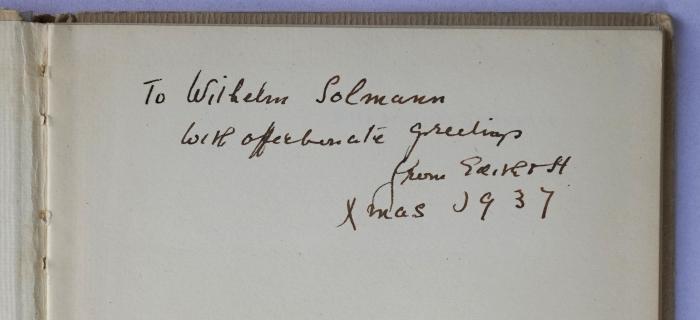 To Wilhelm Solmann
With affectionate greetings
from
Xmas 1937